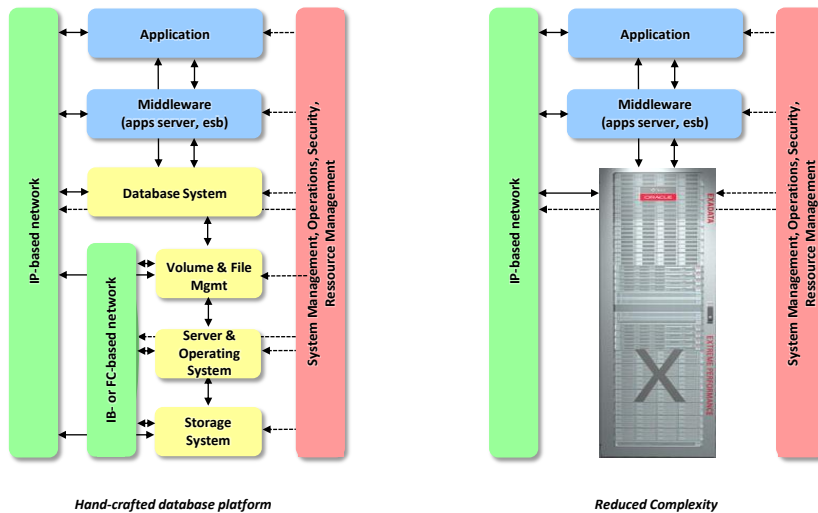 Application
Middleware
(apps server, esb)
Database System
Volume & File
Mgmt
Server &
Operating
System
Storage
System
IP-based network
IB- or FC-based network
System Management, Operations, Security,
Ressource Management
Hand-crafted database platform
Application
Middleware
(apps server, esb)
IP-based network
ORACLE
EXADATA
EXTREME PERFORMANCE
X
System Management, Operations, Security,
Ressource Management
Reduced Complexity